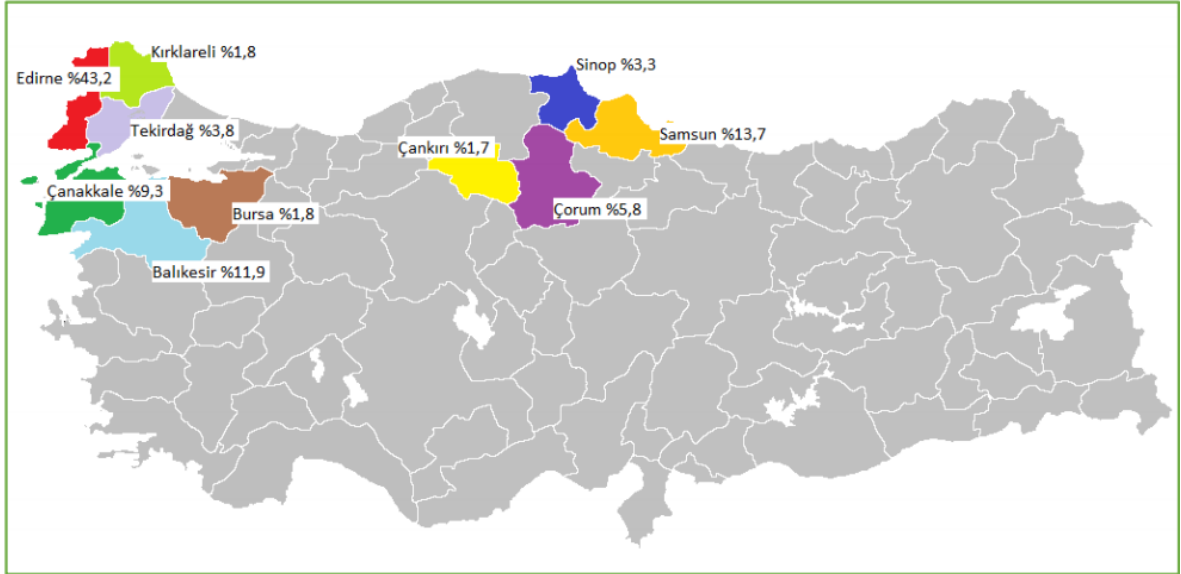 Kırklareli %1,8
Edirne %43,2
Sinop %3,3
Tekirdağ %3,8
Samsun %13,7
Çankırı %1,7
Çanakkale %9,3
Bursa %1,8
Çorum %5,8
Balıkesir %11,9